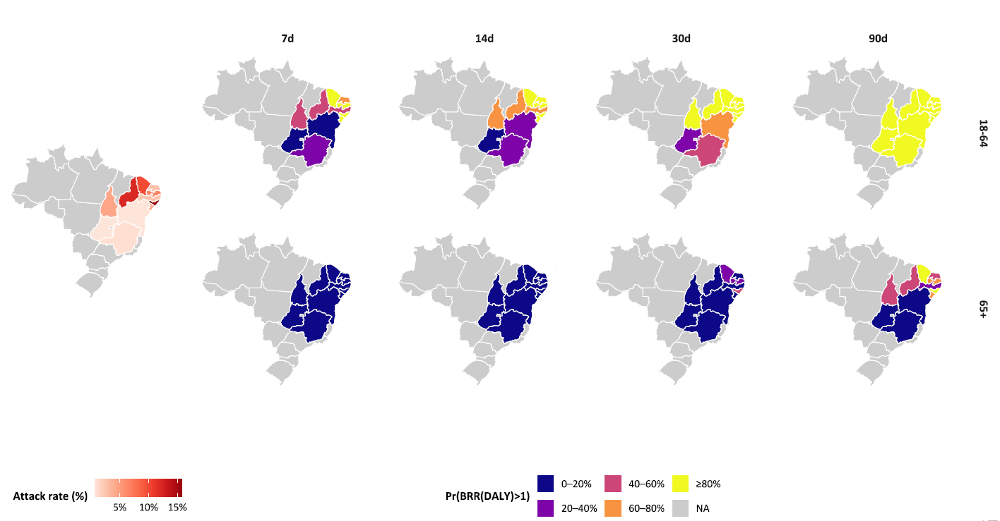 7d 14d 30d 90d
18-64
65+
Attack rate (%)
5% 10% 15%
Pr(BRR(DALY)>1)
0–20% 40–60% ≥80%
20–40% 60–80% NA